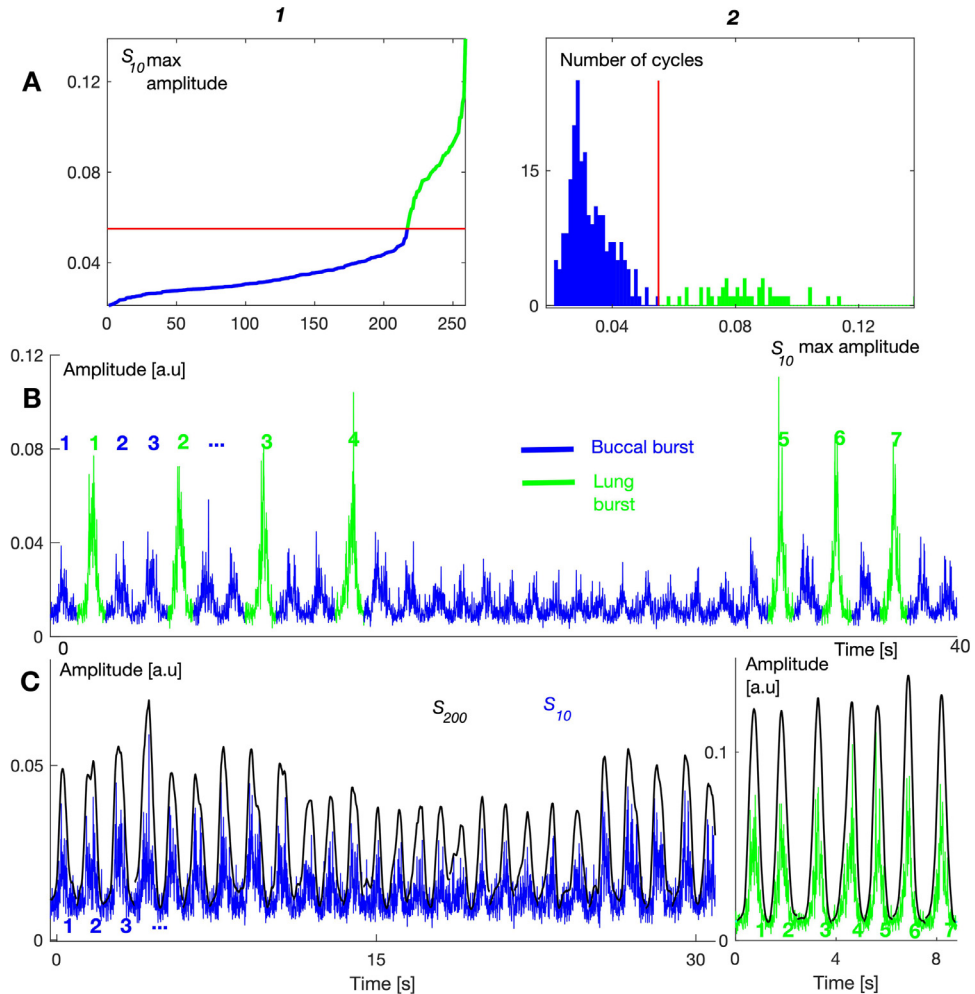 1
2
A
S10 max
amplitude
0.12
0.08
0.04
0
50
100
150
200
250
Number of cycles
15
0
0.04
0.08
0.12
S10 max amplitude
B
Amplitude [a.u]
0.12
0.08
0.04
0
1 1 2 3 2 ... 3 4 5 6 7
Buccal burst
Lung
burst
0
Time [s]
40
C
Amplitude [a.u]
S200
S10
0.05
0
1 2 3 ...
0
15
30
Time [s]
Amplitude
[a.u]
0.1
0
1 2 3 4 5 6 7
0
4
8
Time [s]